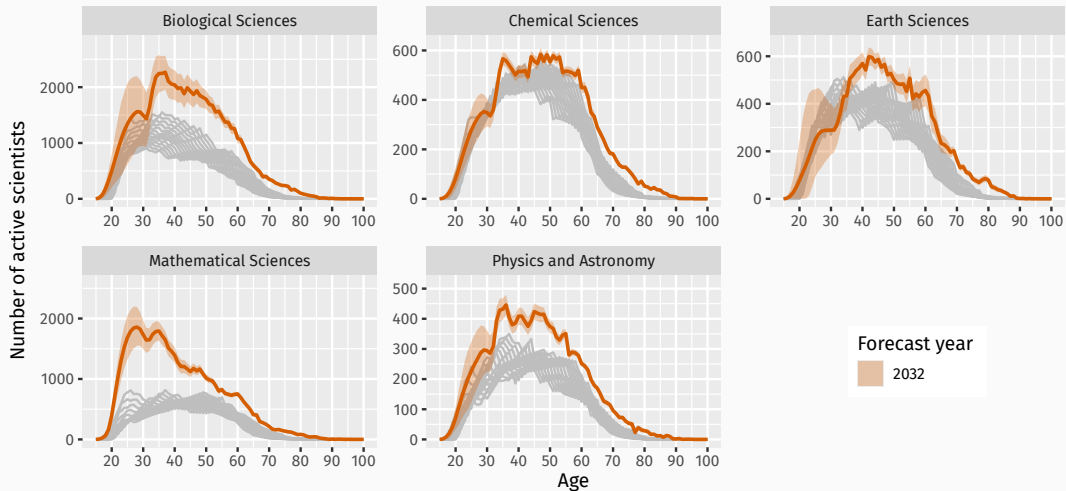 Biological Sciences
Chemical Sciences
Earth Sciences
2000
1000
0
20 30 40 50 60 70 80 90 100
600
400
200
0
20 30 40 50 60 70 80 90 100
600
400
200
0
20 30 40 50 60 70 80 90 100
Number of active scientists
Mathematical Sciences
Physics and Astronomy
2000
1000
0
20 30 40 50 60 70 80 90 100
500
400
300
200
100
0
20 30 40 50 60 70 80 90 100
Age
Forecast year
2032